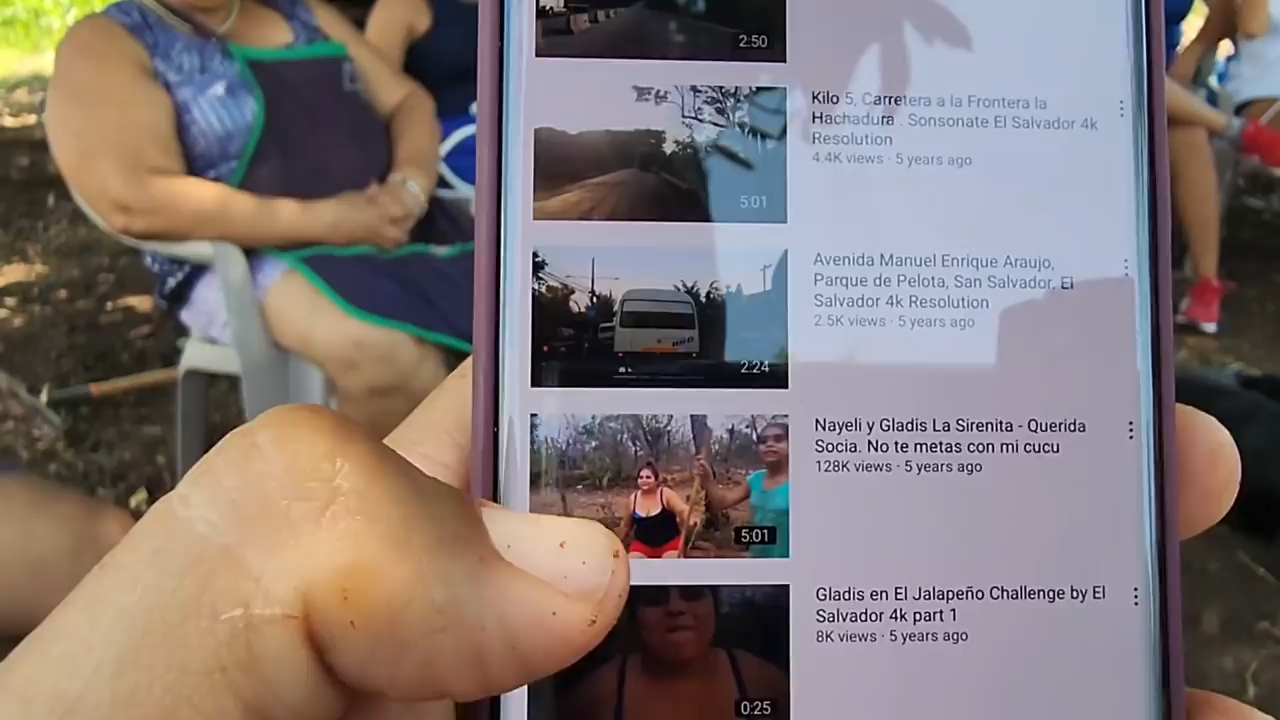 2:50
Kilo 5, Carretera a la Frontera la
Hachadura . Sonsonate El Salvador 4k
Resolution
4.4K views · 5 years ago
5:01
Avenida Manuel Enrique Araujo,
Parque de Pelota, San Salvador, El
Salvador 4k Resolution
2.5K views · 5 years ago
2:24
Nayeli y Gladis La Sirenita - Querida
Socia. No te metas con mi cucu
128K views · 5 years ago
5:01
Gladis en El Jalapeño Challenge by El
Salvador 4k part 1
8K views · 5 years ago
0:25